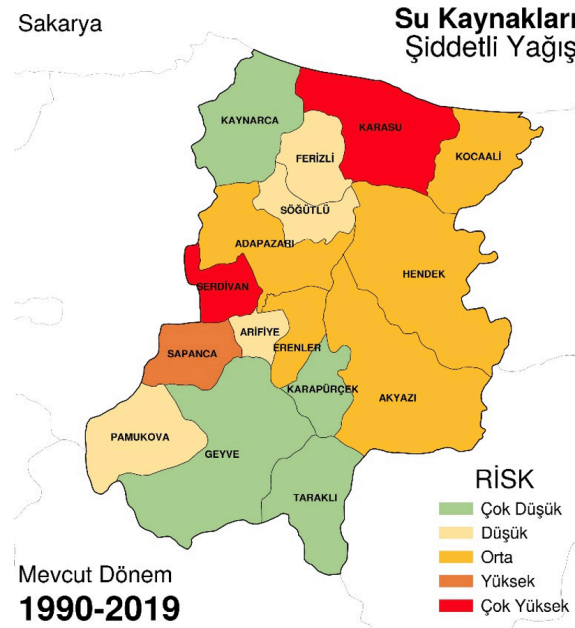 Sakarya
Su Kaynakları
Şiddetli Yağış
KAYNARCA
KARASU
KOCAALİ
FERİZLİ
SÖĞÜTLÜ
ADAPAZARI
HENDEK
SERDİVAN
ARİFİYE
ERENLER
SAPANCA
KARAPÜRÇEK
AKYAZI
PAMUKOVA
GEYVE
TARAKLI
RİSK
Çok Düşük
Düşük
Orta
Yüksek
Çok Yüksek
Mevcut Dönem
1990-2019